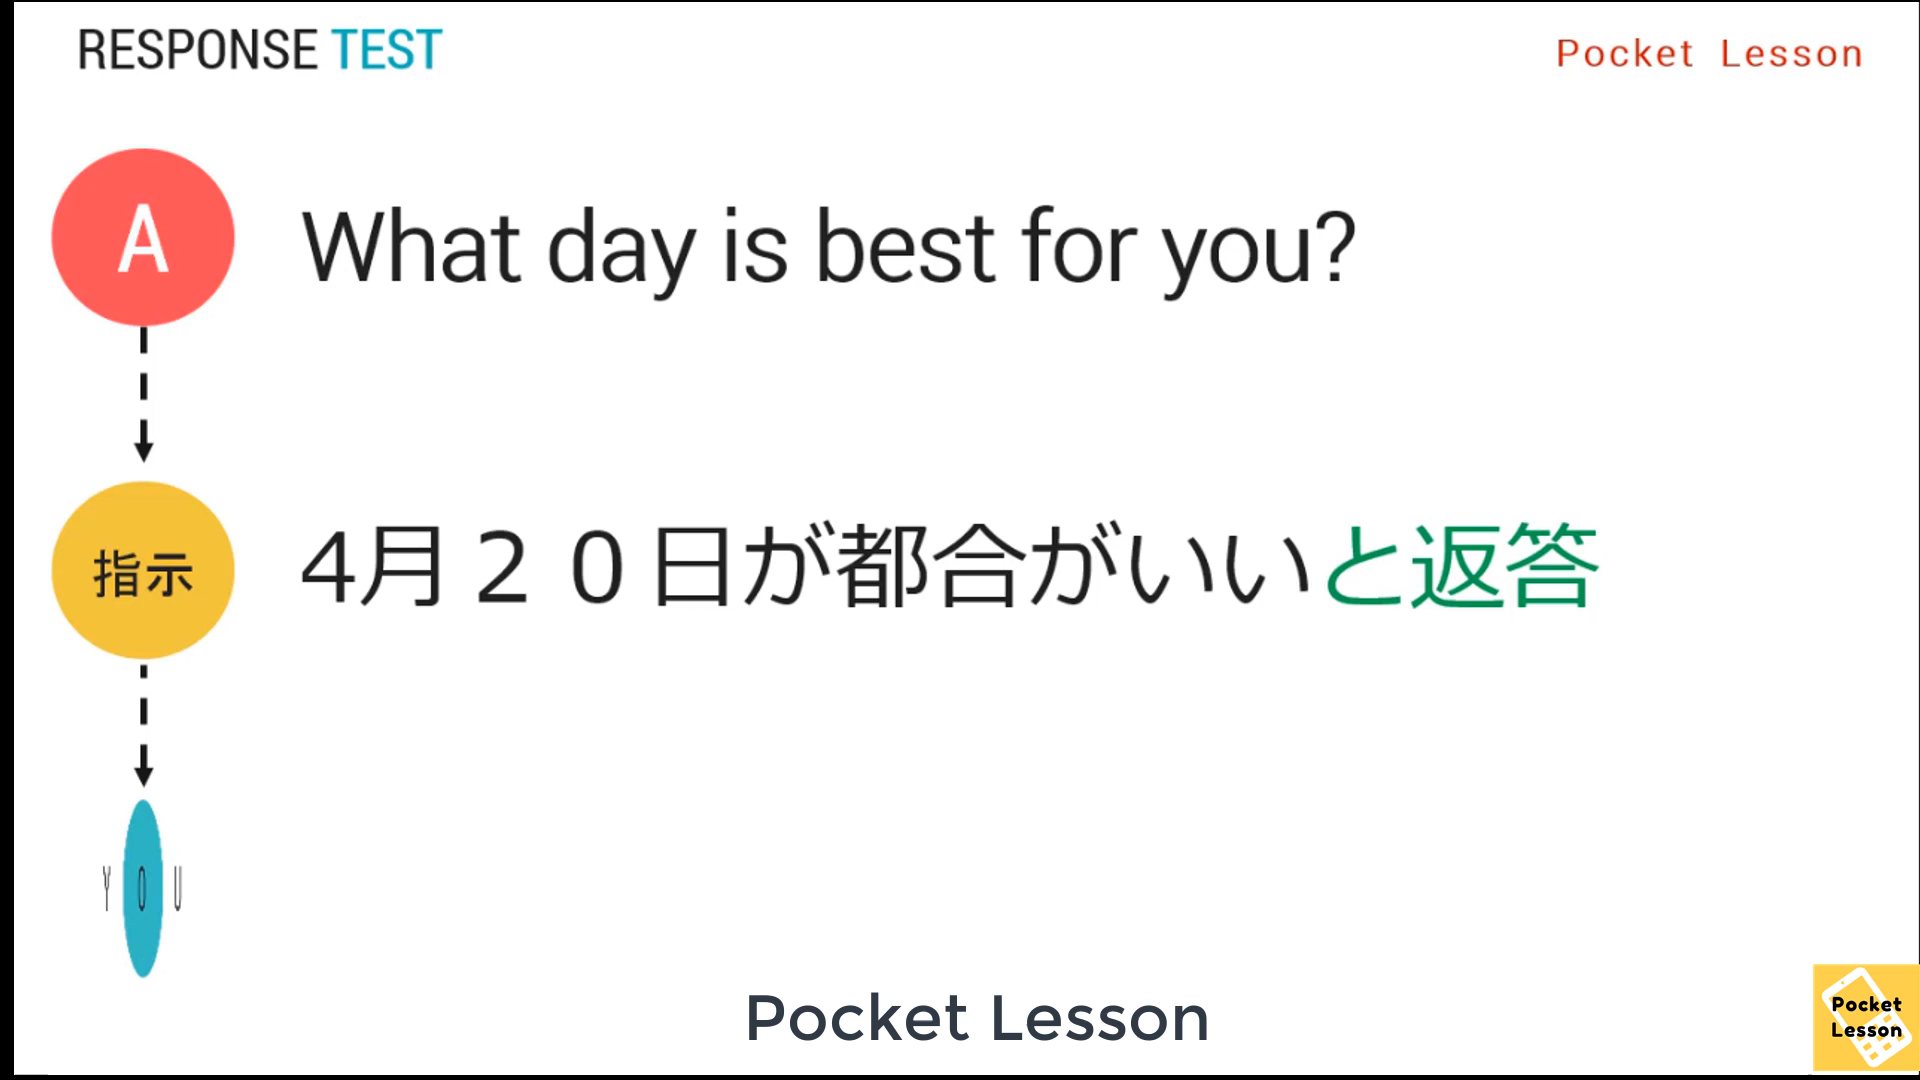 RESPONSE TEST
Pocket Lesson
A
What day is best for you?
指示
4月２０日が都合がいいと返答
YOU
Pocket Lesson
Pocket
Lesson